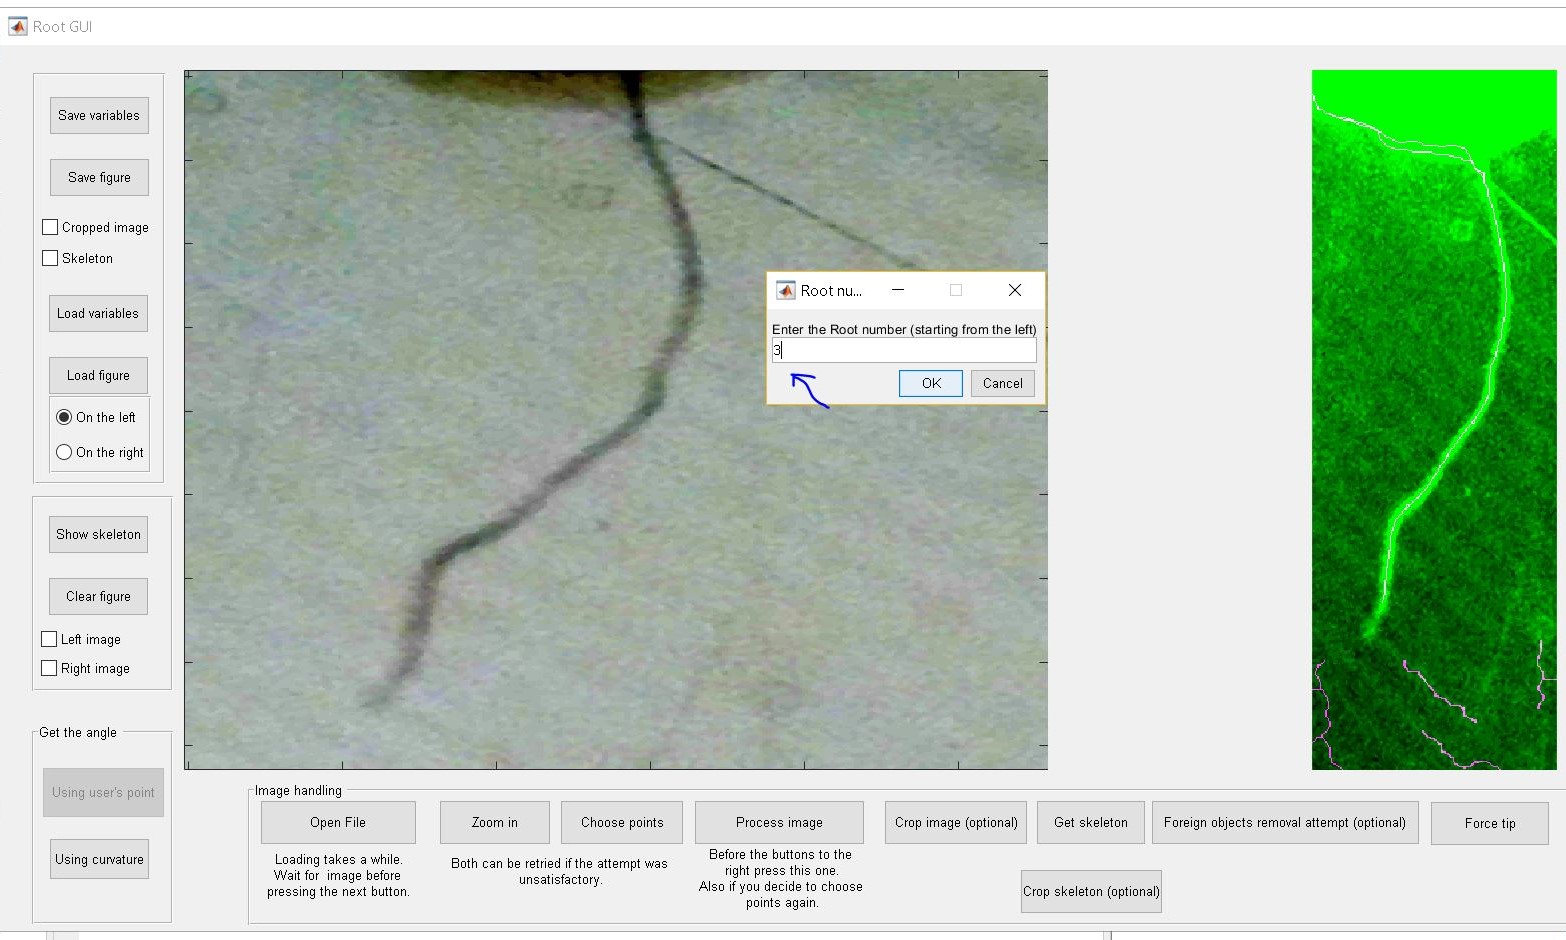 Root GUI
Save variables
Save figure
Cropped image
Skeleton
Load variables
Load figure
On the left
On the right
Show skeleton
Clear figure
Left image
Right image
Get the angle
Using user's point
Using curvature
Root nu...
Enter the Root number (starting from the left)
3
OK
Cancel
Image handling
Open File
Loading takes a while.
Wait for image before
pressing the next button.
Zoom in
Choose points
Both can be retried if the attempt was
unsatisfactory.
Process image
Before the buttons to the
right press this one.
Also if you decide to choose
points again.
Crop image (optional)
Get skeleton
Foreign objects removal attempt (optional)
Force tip
Crop skeleton (optional)